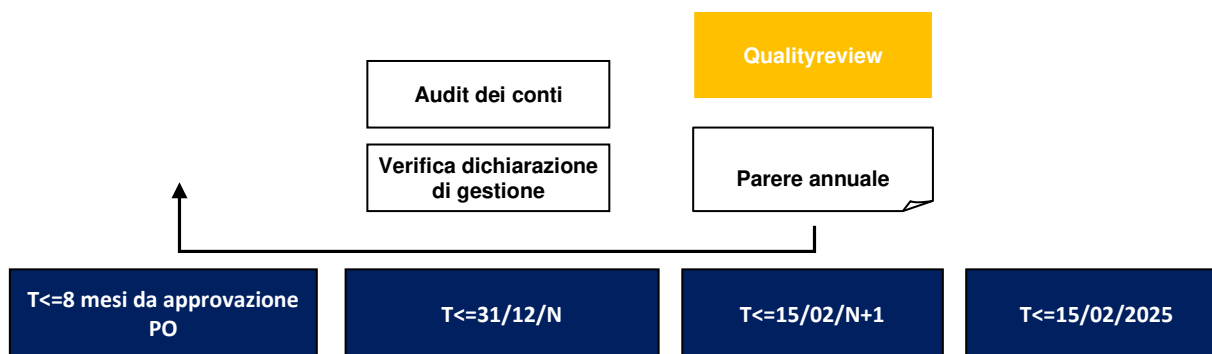 Qualityreview
Audit dei conti
Verifica dichiarazione
di gestione
Parere annuale
T<=8 mesi da approvazione
PO
T<=31/12/N
T<=15/02/N+1
T<=15/02/2025